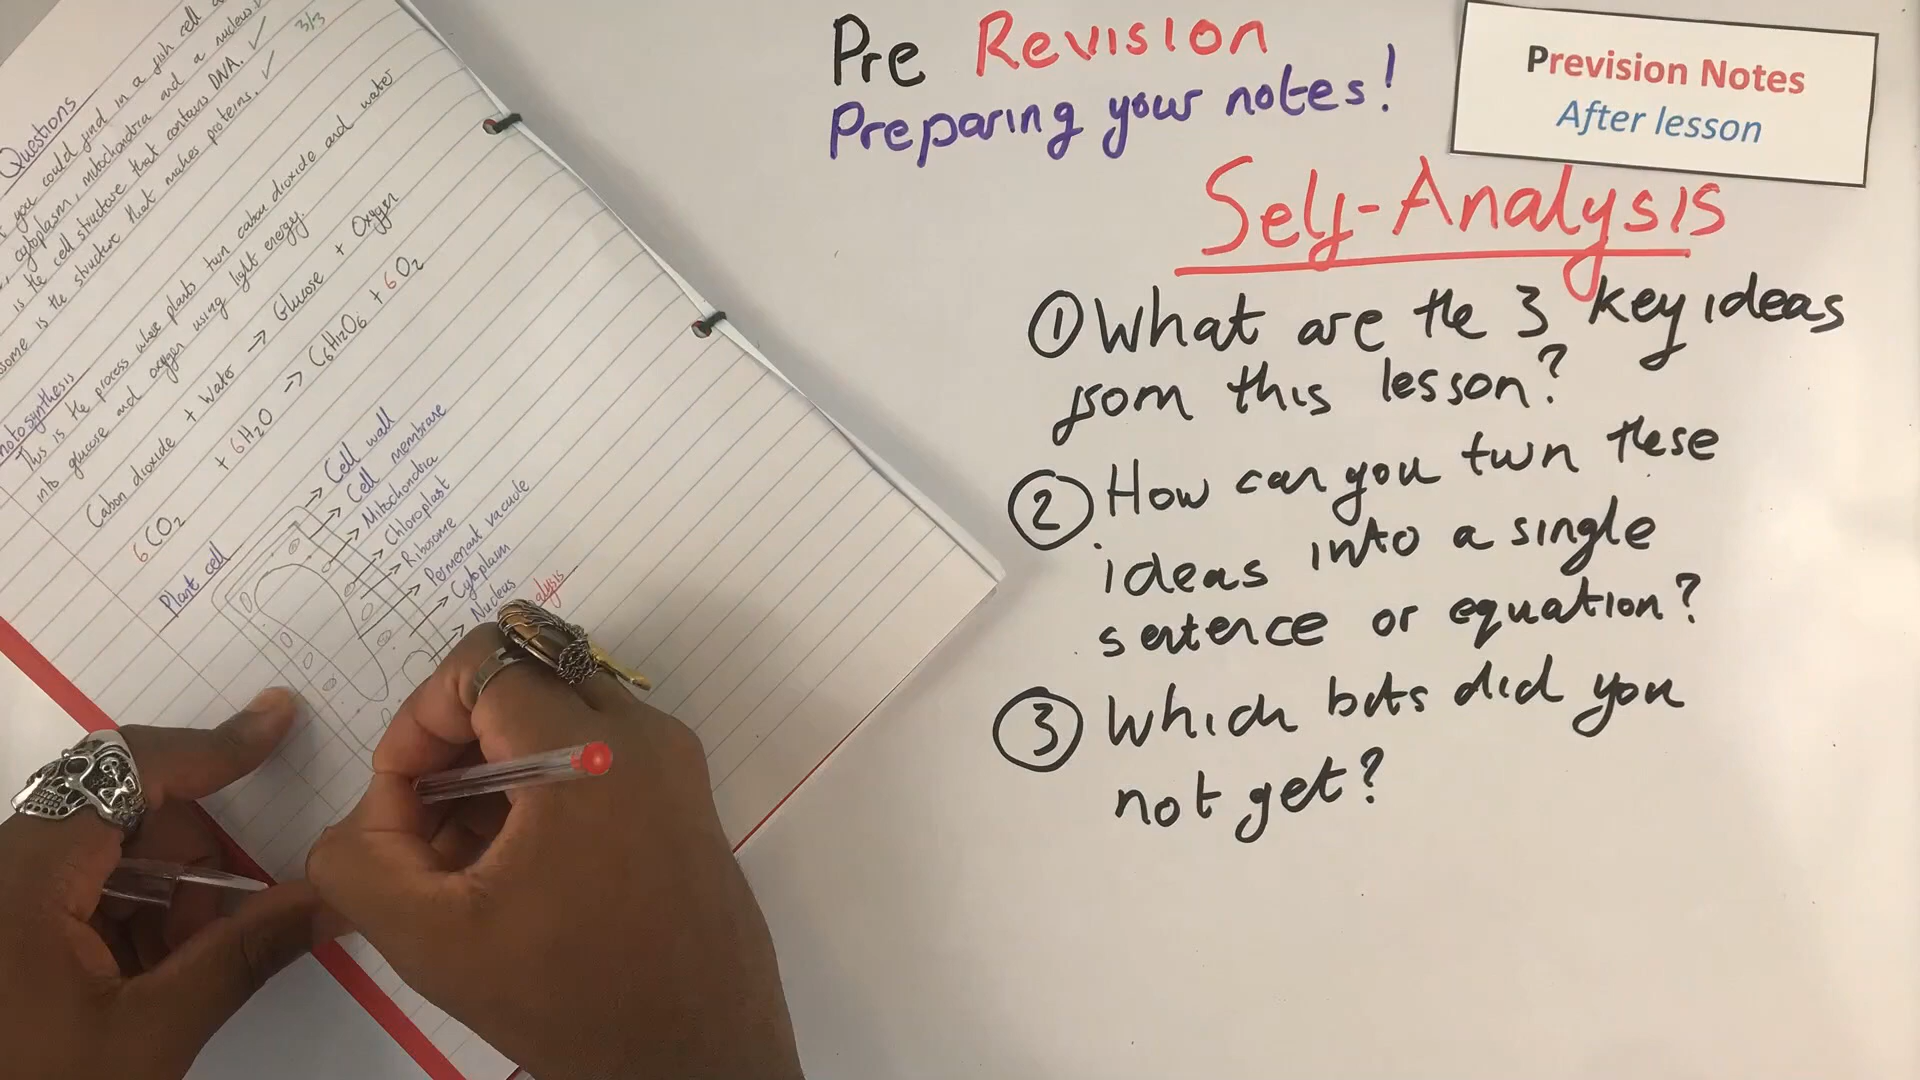 Questions
you could find in a fish cell
, cytoplasm, mitochondria and a nucleus.
is the cell structure that contains DNA.
is the structure that makes proteins.
3/3
This is the process where plants turn carbon dioxide and water
into glucose and oxygen using light energy.
Carbon dioxide + Water -> Glucose + Oxygen
6CO2 + 6H2O -> C6H12O6 + 6O2
Plant cell
Cell wall
Cell membrane
Mitochondria
Chloroplast
Ribosome
Permenant vacuole
Cytoplasm
Nucleus
Pre Revision
Preparing your notes!
Prevision Notes
After lesson
Self-Analysis
① What are the 3 key ideas
from this lesson?
② How can you turn these
ideas into a single
sentence or equation?
③ Which bits did you
not get?